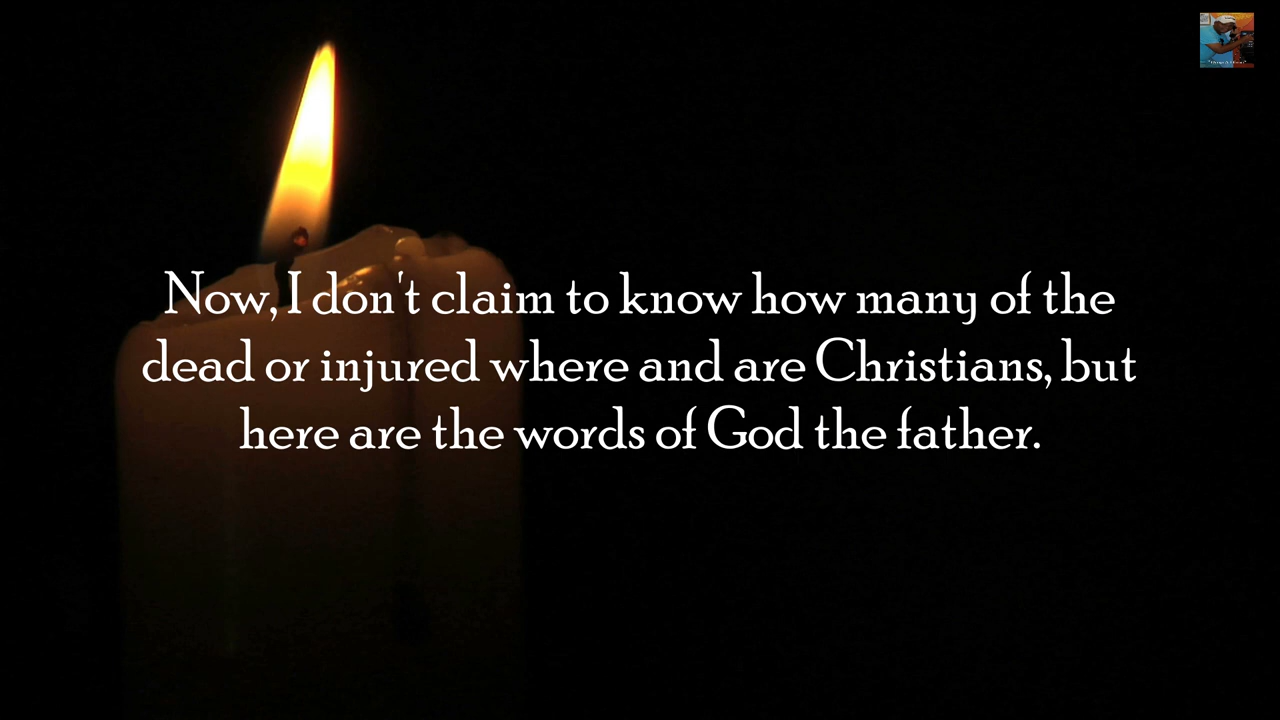 Now, I don't claim to know how many of the
dead or injured where and are Christians, but
here are the words of God the father.